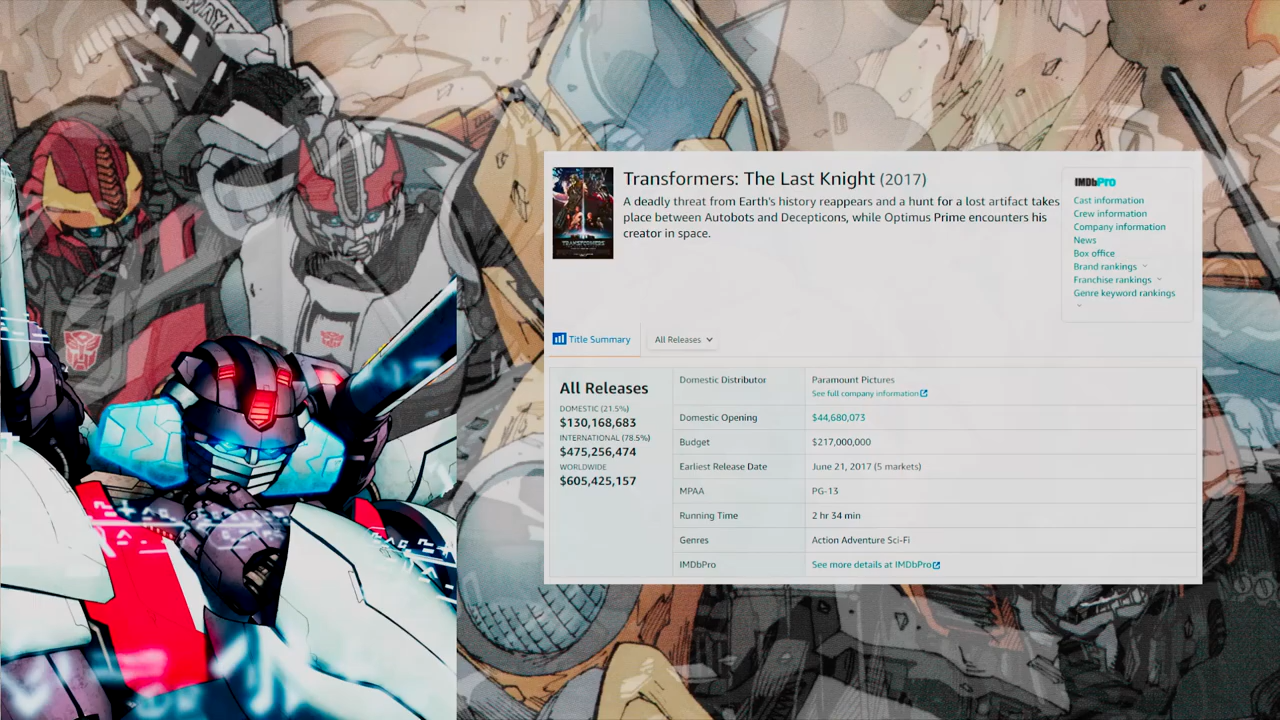 Transformers: The Last Knight (2017)
A deadly threat from Earth's history reappears and a hunt for a lost artifact takes
place between Autobots and Decepticons, while Optimus Prime encounters his
creator in space.
TRANSFORMERS
IMDbPro
Cast information
Crew information
Company information
News
Box office
Brand rankings
Franchise rankings
Genre keyword rankings
Title Summary
All Releases
All Releases
DOMESTIC (21.5%)
$130,168,683
INTERNATIONAL (78.5%)
$475,256,474
WORLDWIDE
$605,425,157
Domestic Distributor
Paramount Pictures
See full company information
Domestic Opening
$44,680,073
Budget
$217,000,000
Earliest Release Date
June 21, 2017 (5 markets)
MPAA
PG-13
Running Time
2 hr 34 min
Genres
Action Adventure Sci-Fi
IMDbPro
See more details at IMDbPro